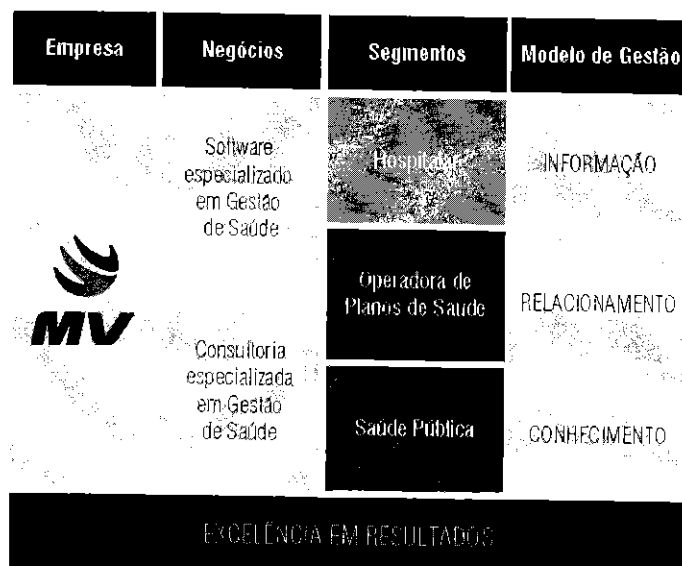 Empresa
Negócios
Segmentos
Modelo de Gestão
MV
Software
especializado
em Gestão
de Saúde
Consultoria
especializada
em Gestão
de Saúde
Hospitalar
Operadora de
Planos de Saude
Saúde Pública
INFORMAÇÃO
RELACIONAMENTO
CONHECIMENTO
EXCELÊNCIA EM RESULTADOS